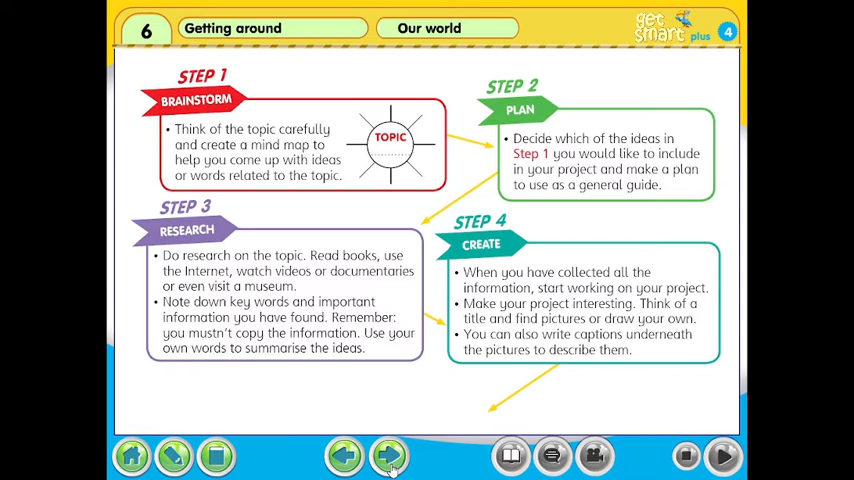 6
Getting around
Our world
get
smart
plus
4
STEP 1
BRAINSTORM
• Think of the topic carefully
and create a mind map to
help you come up with ideas
or words related to the topic.
TOPIC
STEP 2
PLAN
• Decide which of the ideas in
Step 1 you would like to include
in your project and make a plan
to use as a general guide.
STEP 3
RESEARCH
• Do research on the topic. Read books, use
the Internet, watch videos or documentaries
or even visit a museum.
• Note down key words and important
information you have found. Remember:
you mustn't copy the information. Use your
own words to summarise the ideas.
STEP 4
CREATE
• When you have collected all the
information, start working on your project.
• Make your project interesting. Think of a
title and find pictures or draw your own.
• You can also write captions underneath
the pictures to describe them.